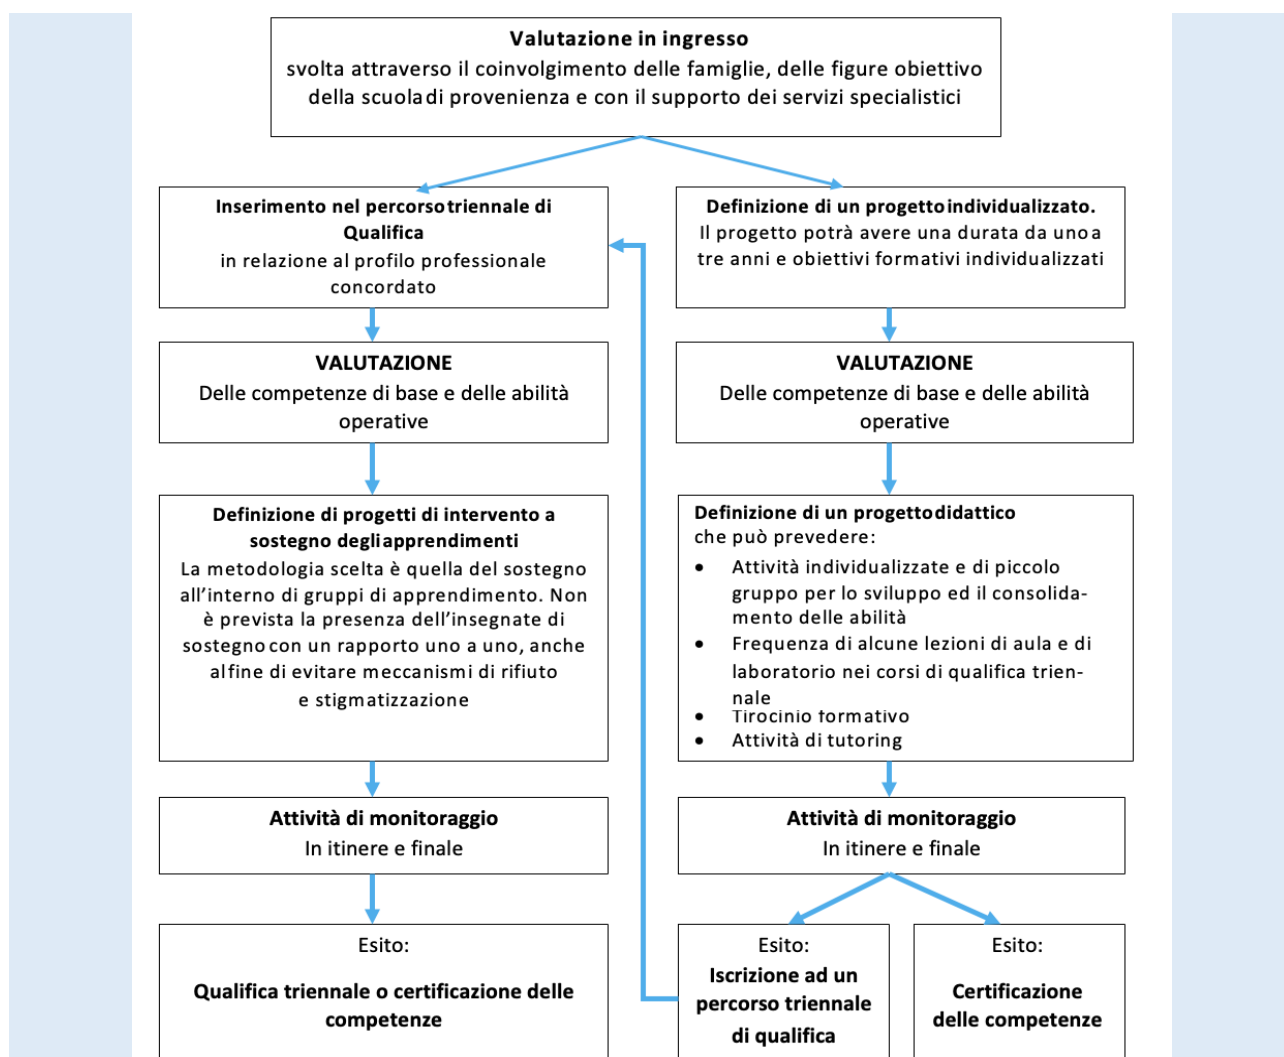 Valutazione in ingresso
svolta attraverso il coinvolgimento delle famiglie, delle figure obiettivo
della scuola di provenienza e con il supporto dei servizi specialistici
Inserimento nel percorso triennale di
Qualifica
in relazione al profilo professionale
concordato
VALUTAZIONE
Delle competenze di base e delle abilità
operative
Definizione di progetti di intervento a
sostegno degli apprendimenti
La metodologia scelta è quella del sostegno
all’interno di gruppi di apprendimento. Non
è prevista la presenza dell’insegnate di
sostegno con un rapporto uno a uno, anche
al fine di evitare meccanismi di rifiuto
e stigmatizzazione
Attività di monitoraggio
In itinere e finale
Esito:
Qualifica triennale o certificazione delle
competenze
Definizione di un progetto individualizzato.
Il progetto potrà avere una durata da uno a
tre anni e obiettivi formativi individualizzati
VALUTAZIONE
Delle competenze di base e delle abilità
operative
Definizione di un progetto didattico
che può prevedere:
• Attività individualizzate e di piccolo
gruppo per lo sviluppo ed il consolida-
mento delle abilità
• Frequenza di alcune lezioni di aula e di
laboratorio nei corsi di qualifica trien-
nale
• Tirocinio formativo
• Attività di tutoring
Attività di monitoraggio
In itinere e finale
Esito:
Iscrizione ad un
percorso triennale
di qualifica
Esito:
Certificazione
delle competenze